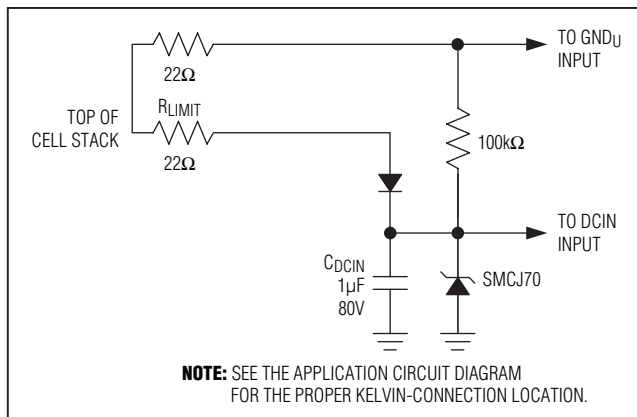 TO GNDU
INPUT
22Ω
TOP OF
CELL STACK
RLIMIT
22Ω
100kΩ
TO DCIN
INPUT
CDCIN
1µF
80V
SMCJ70
NOTE: SEE THE APPLICATION CIRCUIT DIAGRAM
FOR THE PROPER KELVIN-CONNECTION LOCATION.